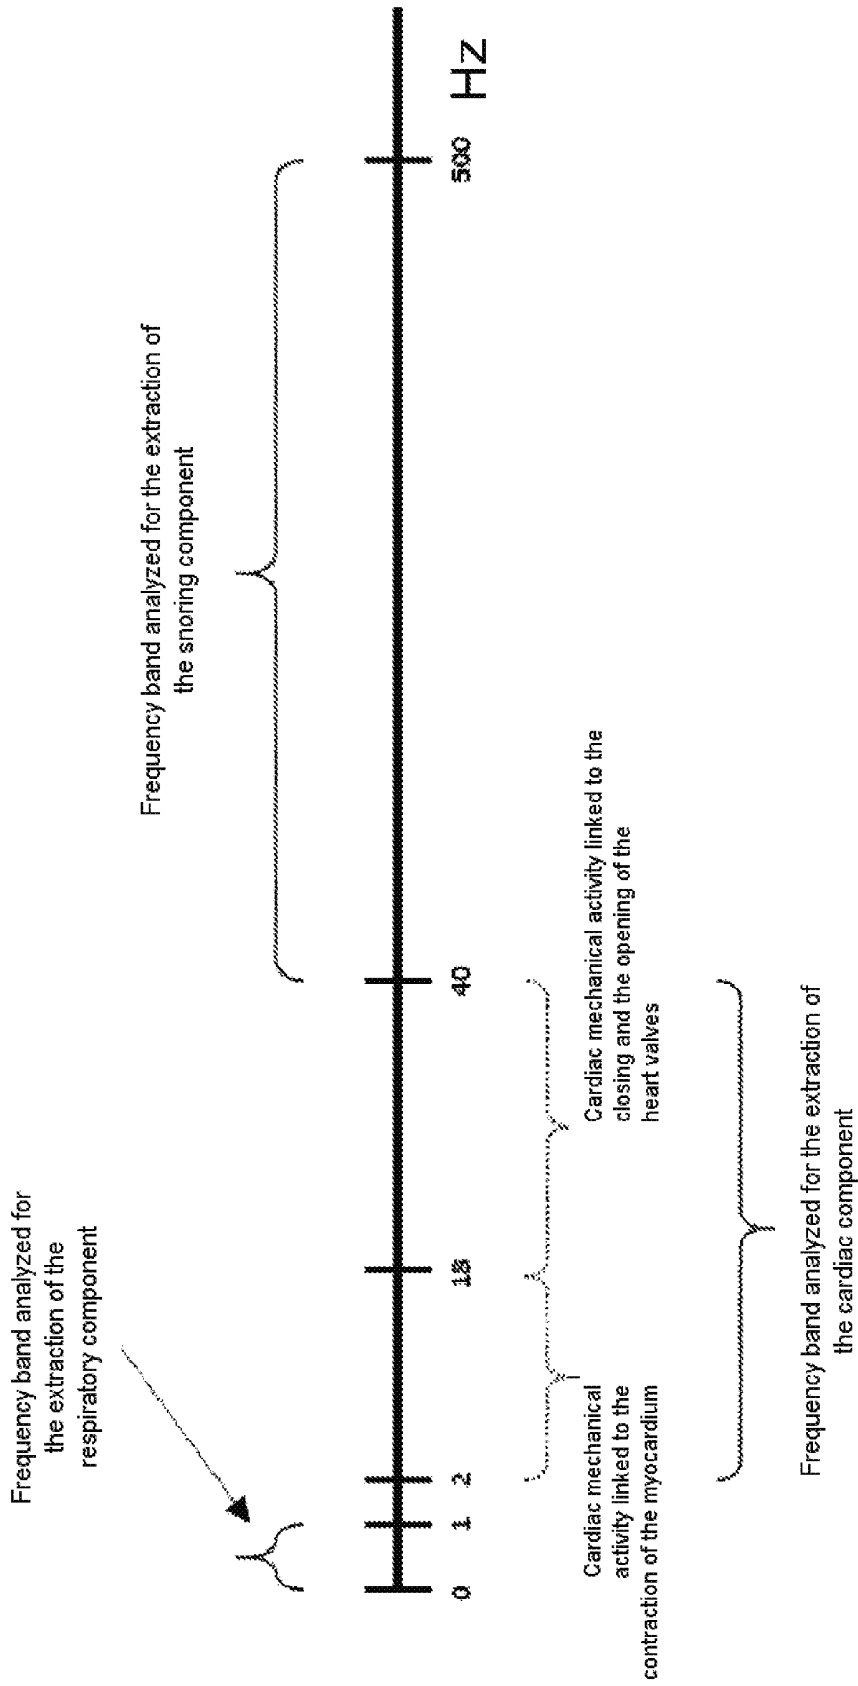 Frequency band analyzed for
the extraction of the
respiratory component
Frequency band analyzed for the extraction of
the snoring component
0
1
2
40
500
Hz
Cardiac mechanical
activity linked to the
contraction of the myocardium
Cardiac mechanical activity linked to the
closing and the opening of the
heart valves
Frequency band analyzed for the extraction of
the cardiac component